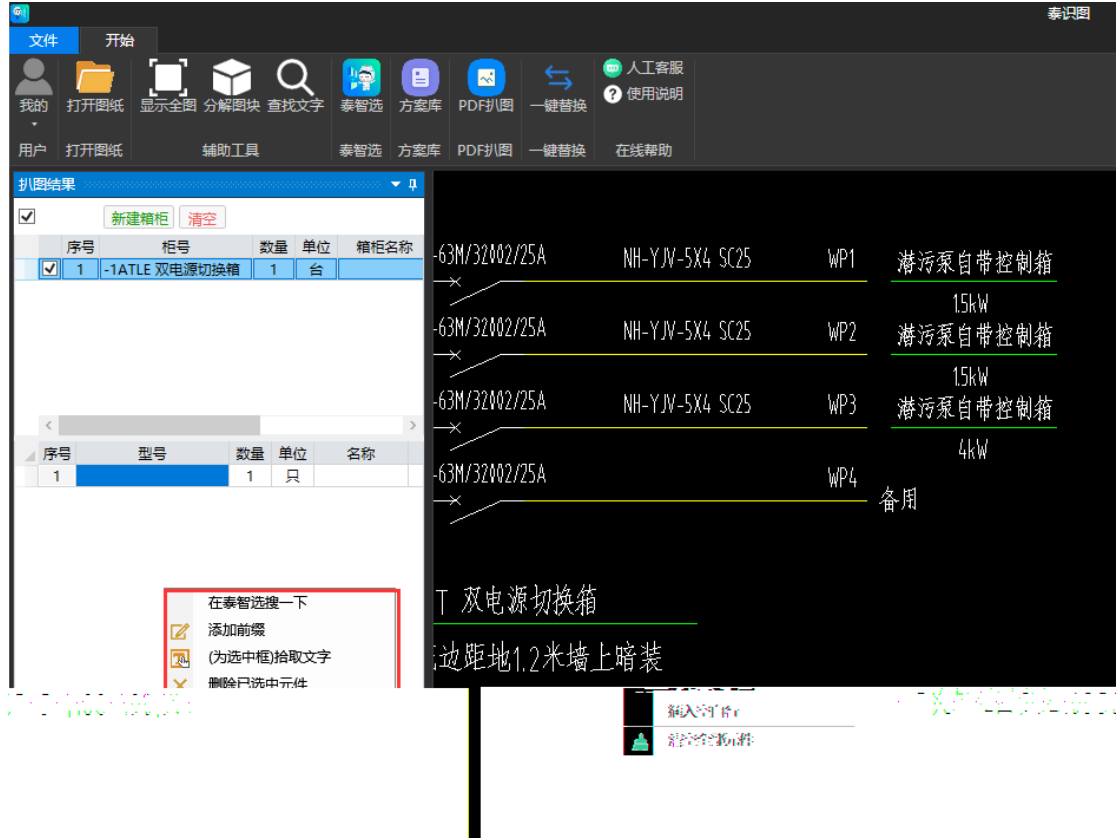 泰识图
文件 开始
我的 打开图纸 显示全图 分解图块 查找文字 泰智选 方案库 PDF扒图 一键替换 人工客服
使用说明
用户 打开图纸 辅助工具 泰智选 方案库 PDF扒图 一键替换 在线帮助
扒图结果
新建箱柜 清空
序号 柜号 数量 单位 箱柜名称
1 -1ATLE 双电源切换箱 1 台
序号 型号 数量 单位 名称
1 1 只
-63M/32002/25A NH-YJV-5X4 SC25 WP1 潜污泵自带控制箱
1.5kW
-63M/32002/25A NH-YJV-5X4 SC25 WP2 潜污泵自带控制箱
1.5kW
-63M/32002/25A NH-YJV-5X4 SC25 WP3 潜污泵自带控制箱
4kW
-63M/32002/25A WP4 备用
T 双电源切换箱
边距地1.2米墙上暗装
在泰智选搜一下
添加前缀
(为选中框)拾取文字
删除已选中元件